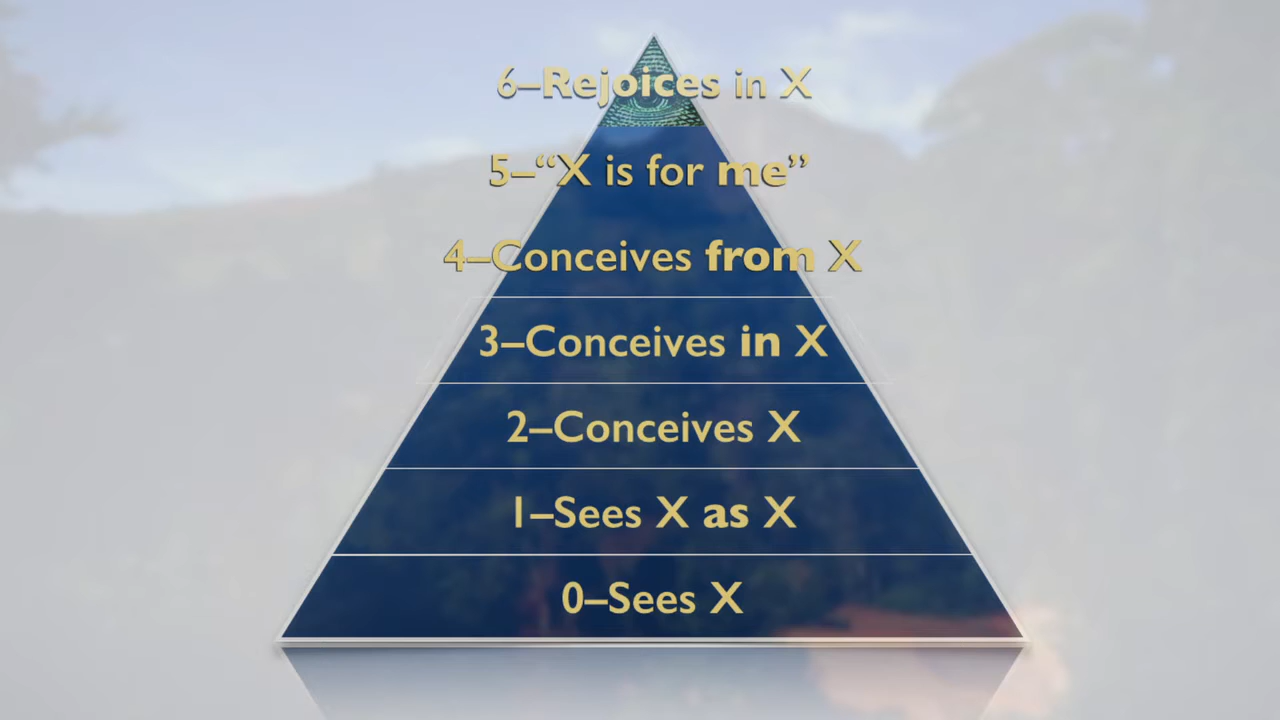 6–Rejoices in X
5–“X is for me”
4–Conceives from X
3–Conceives in X
2–Conceives X
1–Sees X as X
0–Sees X